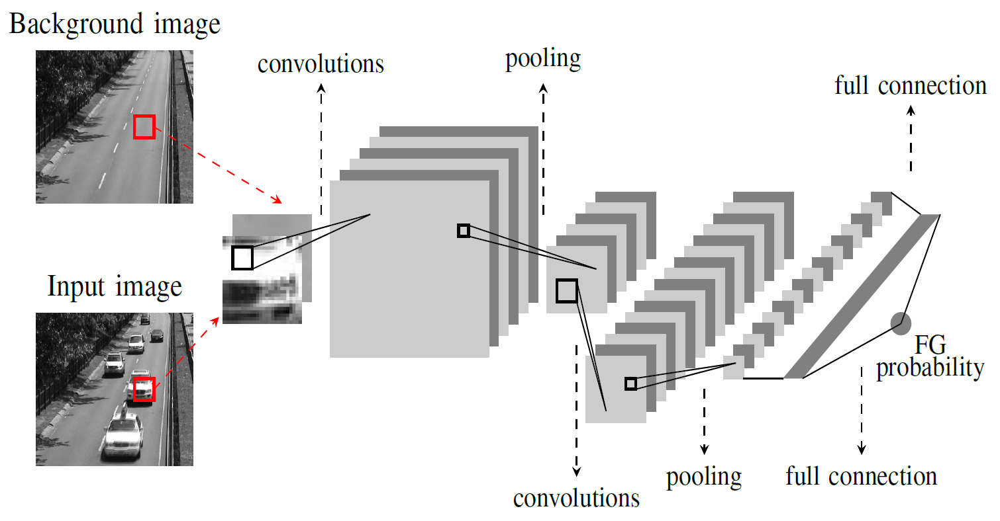 Background image
convolutions
pooling
full connection
Input image
FG
probability
convolutions
pooling
full connection